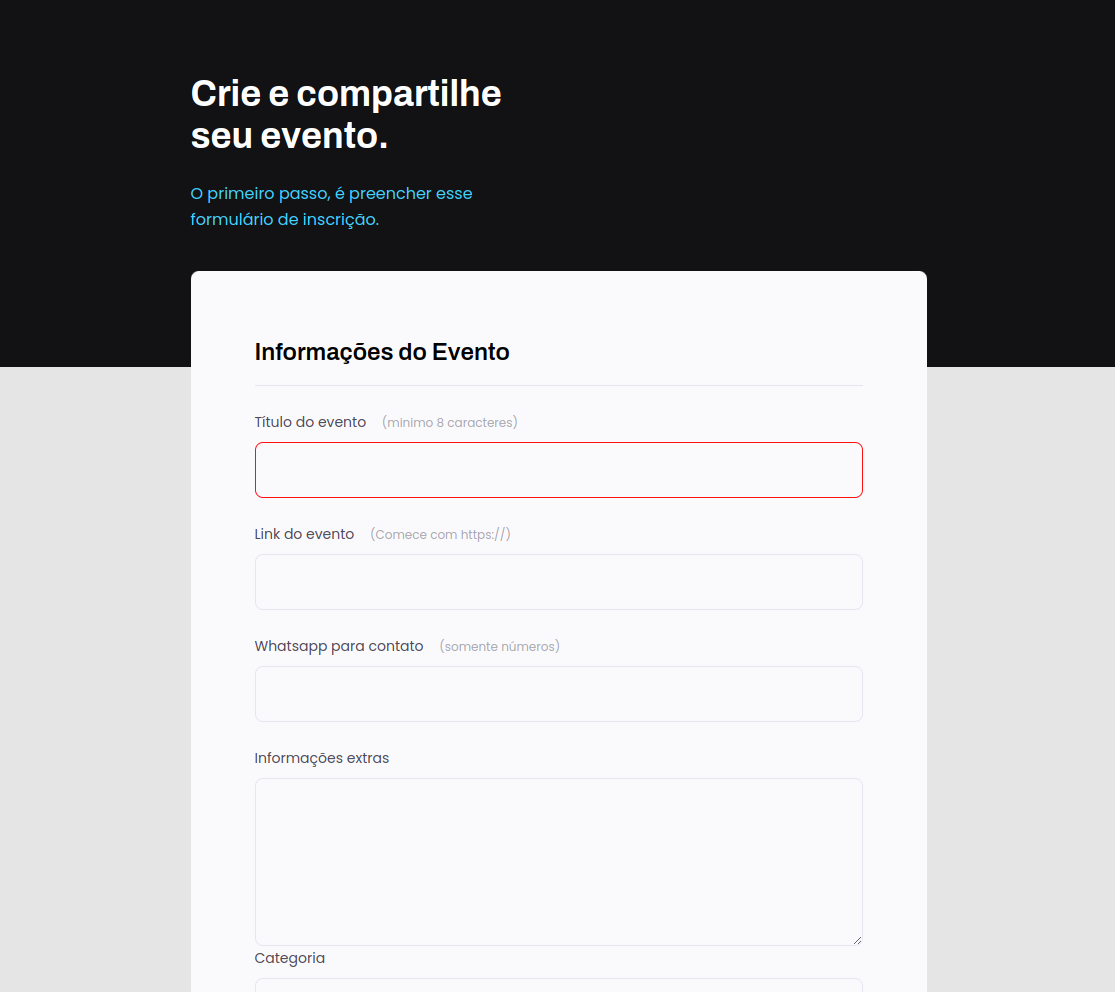 Crie e compartilhe
seu evento.
O primeiro passo, é preencher esse
formulário de inscrição.
Informações do Evento
Título do evento (minimo 8 caracteres)
Link do evento (Comece com https://)
Whatsapp para contato (somente números)
Informações extras
Categoria